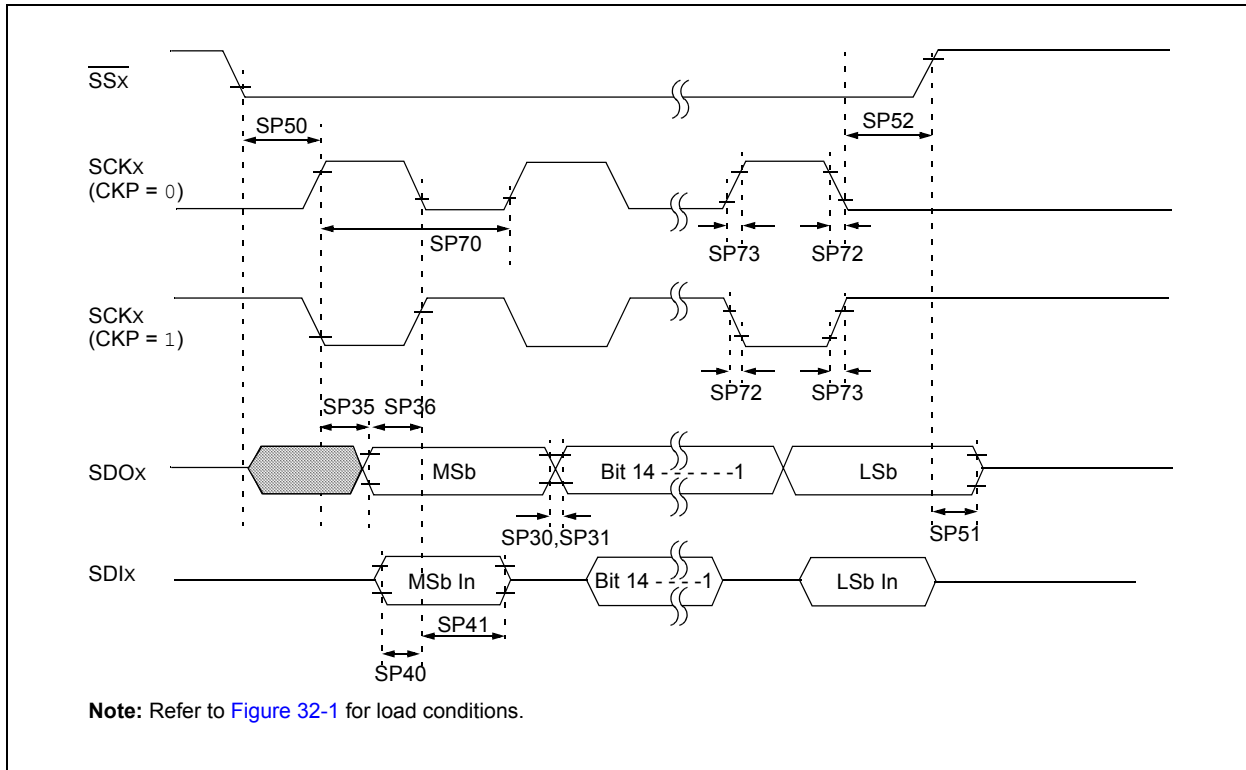 SSx
SP50
SP52
SCKx
(CKP = 0)
SP70
SP73
SP72
SCKx
(CKP = 1)
SP72
SP73
SP35
SP36
SDOx
MSb
Bit 14 - - - - - -1
LSb
SP30,SP31
SP51
SDIx
MSb In
Bit 14 - - - -1
LSb In
SP41
SP40
Note: Refer to Figure 32-1 for load conditions.